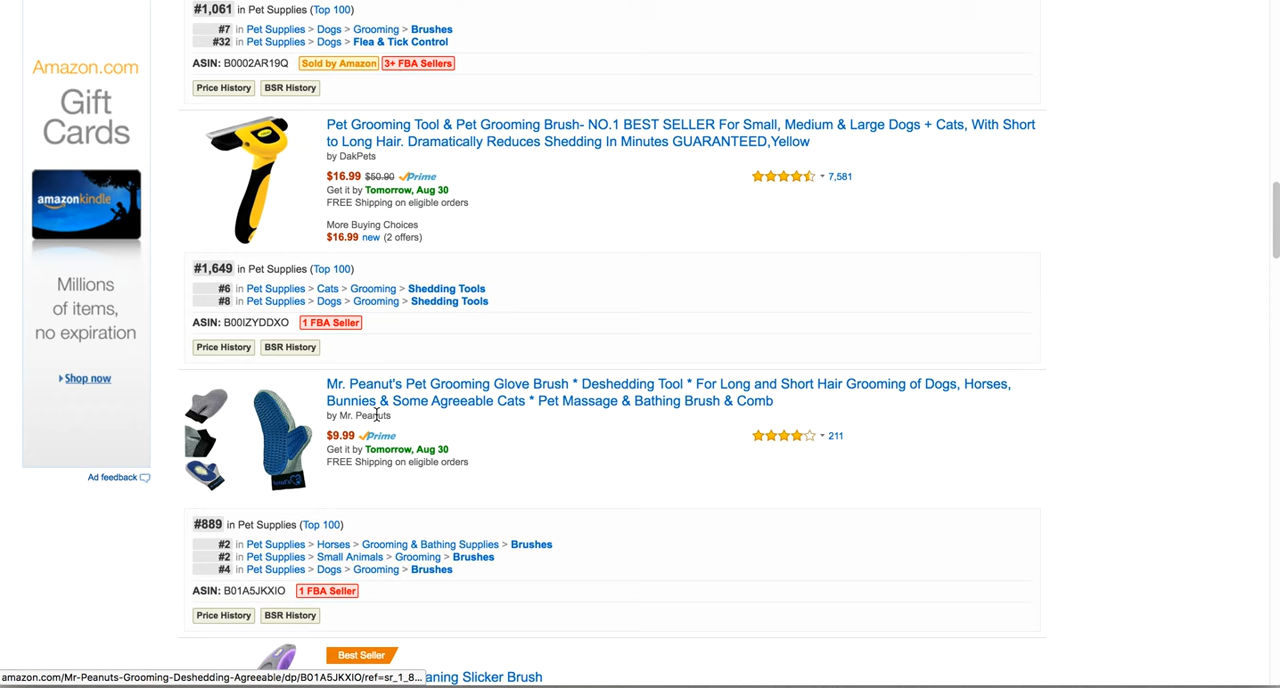 #1,061 in Pet Supplies (Top 100)
#7 in Pet Supplies > Dogs > Grooming > Brushes
#32 in Pet Supplies > Dogs > Flea & Tick Control
ASIN: B0002AR19Q Sold by Amazon 3+ FBA Sellers
Price History BSR History
Amazon.com
Gift
Cards
amazonkindle
Millions
of items,
no expiration
Shop now
Ad feedback
Pet Grooming Tool & Pet Grooming Brush- NO.1 BEST SELLER For Small, Medium & Large Dogs + Cats, With Short
to Long Hair. Dramatically Reduces Shedding In Minutes GUARANTEED,Yellow
by DakPets
$16.99 $50.90 Prime
7,581
Get it by Tomorrow, Aug 30
FREE Shipping on eligible orders
More Buying Choices
$16.99 new (2 offers)
#1,649 in Pet Supplies (Top 100)
#6 in Pet Supplies > Cats > Grooming > Shedding Tools
#8 in Pet Supplies > Dogs > Grooming > Shedding Tools
ASIN: B00IZYDDXO 1 FBA Seller
Price History BSR History
Mr. Peanut's Pet Grooming Glove Brush * Deshedding Tool * For Long and Short Hair Grooming of Dogs, Horses,
Bunnies & Some Agreeable Cats * Pet Massage & Bathing Brush & Comb
by Mr. Peanuts
$9.99 Prime
211
Get it by Tomorrow, Aug 30
FREE Shipping on eligible orders
#889 in Pet Supplies (Top 100)
#2 in Pet Supplies > Horses > Grooming & Bathing Supplies > Brushes
#2 in Pet Supplies > Small Animals > Grooming > Brushes
#4 in Pet Supplies > Dogs > Grooming > Brushes
ASIN: B01A5JKXIO 1 FBA Seller
Price History BSR History
Best Seller
aning Slicker Brush
amazon.com/Mr-Peanuts-Grooming-Deshedding-Agreeable/dp/B01A5JKXIO/ref=sr_1_8...